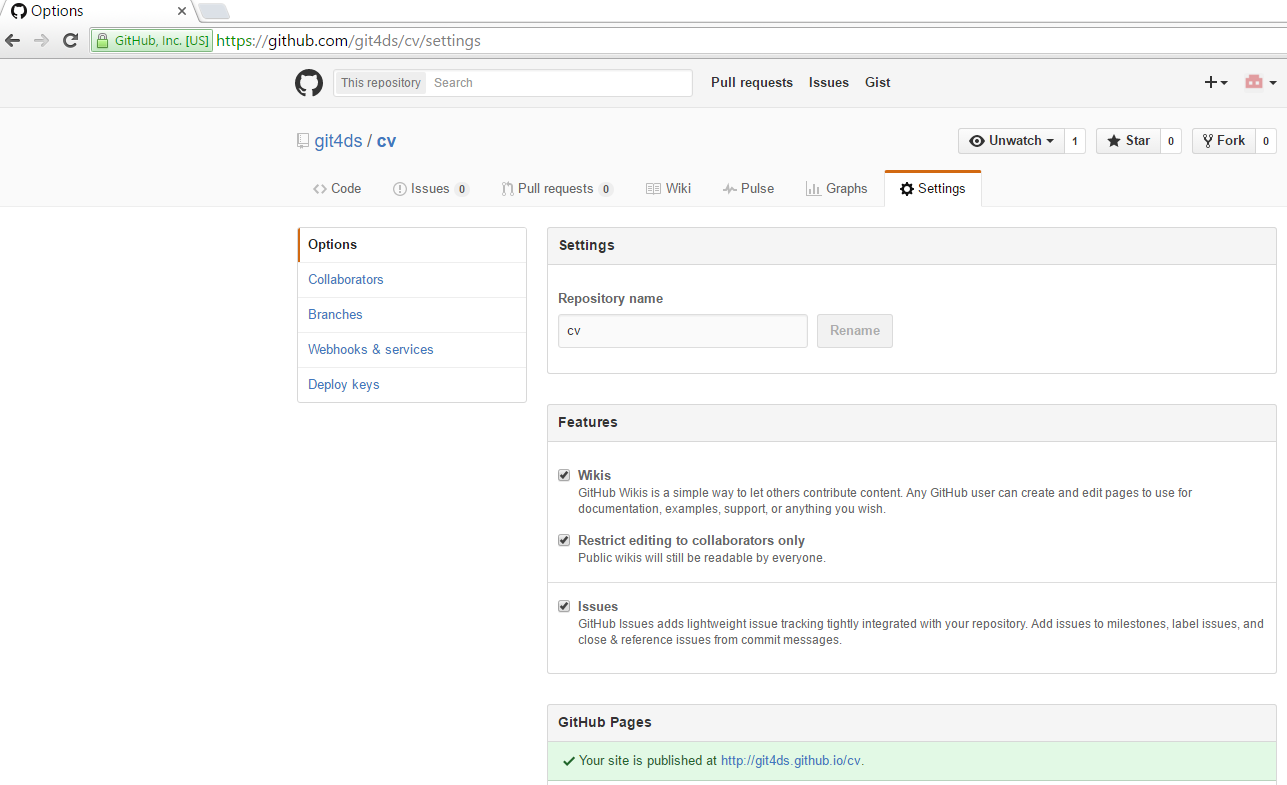 Options
GitHub, Inc. [US] https://github.com/git4ds/cv/settings
This repository Search Pull requests Issues Gist
git4ds / cv Unwatch 1 Star 0 Fork 0
Code Issues 0 Pull requests 0 Wiki Pulse Graphs Settings
Options
Collaborators
Branches
Webhooks & services
Deploy keys
Settings
Repository name
cv Rename
Features
Wikis
GitHub Wikis is a simple way to let others contribute content. Any GitHub user can create and edit pages to use for
documentation, examples, support, or anything you wish.
Restrict editing to collaborators only
Public wikis will still be readable by everyone.
Issues
GitHub Issues adds lightweight issue tracking tightly integrated with your repository. Add issues to milestones, label issues, and
close & reference issues from commit messages.
GitHub Pages
Your site is published at http://git4ds.github.io/cv.